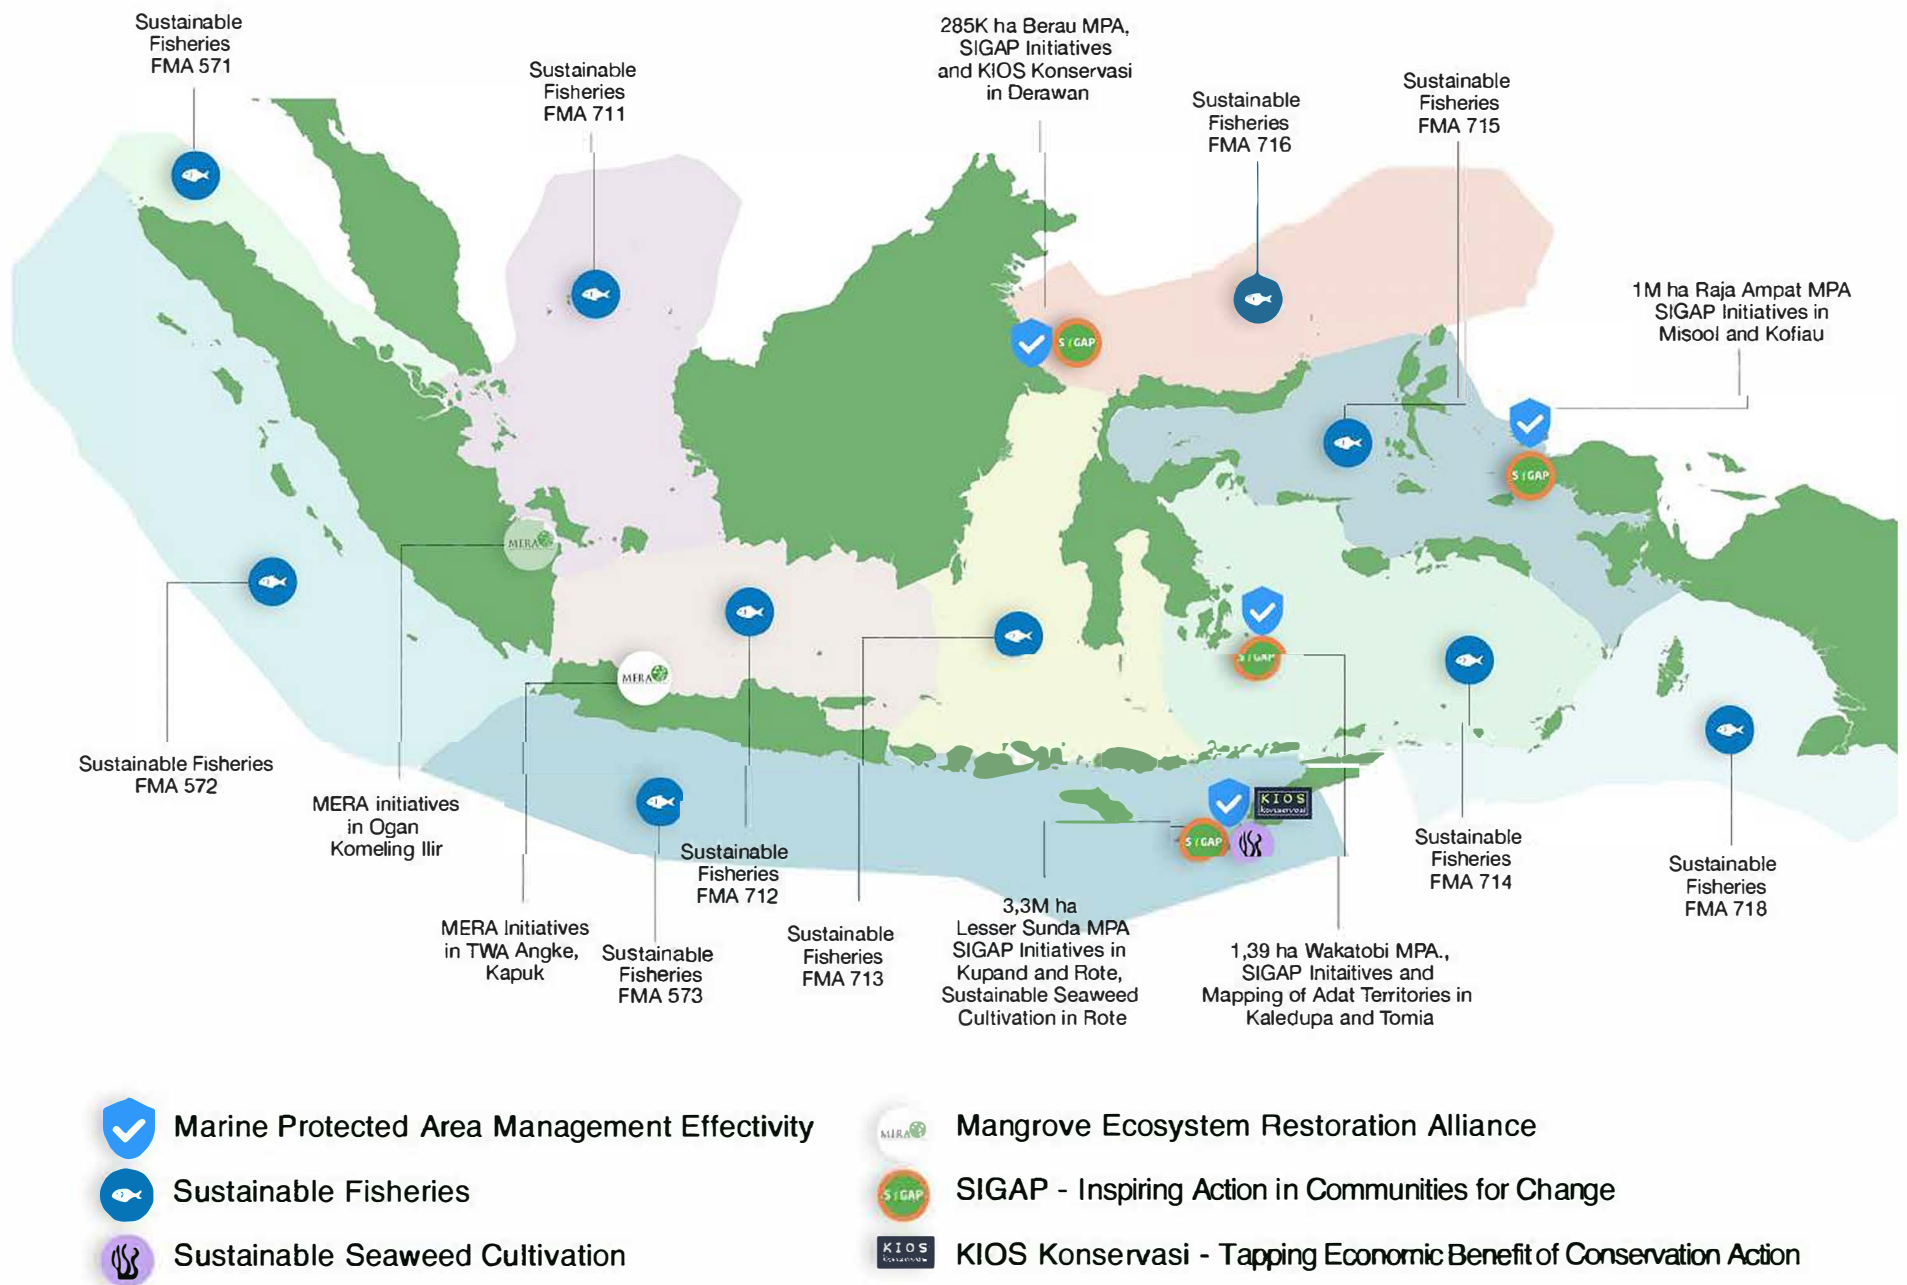 Sustainable
Fisheries
FMA 571
Sustainable
Fisheries
FMA 711
285K ha Berau MPA,
SIGAP Initiatives
and KIOS Konservasi
in Derawan
Sustainable
Fisheries
FMA 716
Sustainable
Fisheries
FMA 715
1M ha Raja Ampat MPA
SIGAP Initiatives in
Misool and Kofiau
SIGAP
SIGAP
MERA
SIGAP
MERA
KIOS
konservasi
SIGAP
Sustainable Fisheries
FMA 572
MERA initiatives
in Ogan
Komeling Ilir
MERA Initiatives
in TWA Angke,
Kapuk
Sustainable
Fisheries
FMA 573
Sustainable
Fisheries
FMA 712
Sustainable
Fisheries
FMA 713
3,3M ha
Lesser Sunda MPA
SIGAP Initiatives in
Kupand and Rote,
Sustainable Seaweed
Cultivation in Rote
1,39 ha Wakatobi MPA.,
SIGAP Initaitives and
Mapping of Adat Territories in
Kaledupa and Tomia
Sustainable
Fisheries
FMA 714
Sustainable
Fisheries
FMA 718
Marine Protected Area Management Effectivity
Sustainable Fisheries
Sustainable Seaweed Cultivation
MERA
Mangrove Ecosystem Restoration Alliance
SIGAP
SIGAP - Inspiring Action in Communities for Change
KIOS
konservasi
KIOS Konservasi - Tapping Economic Benefit of Conservation Action